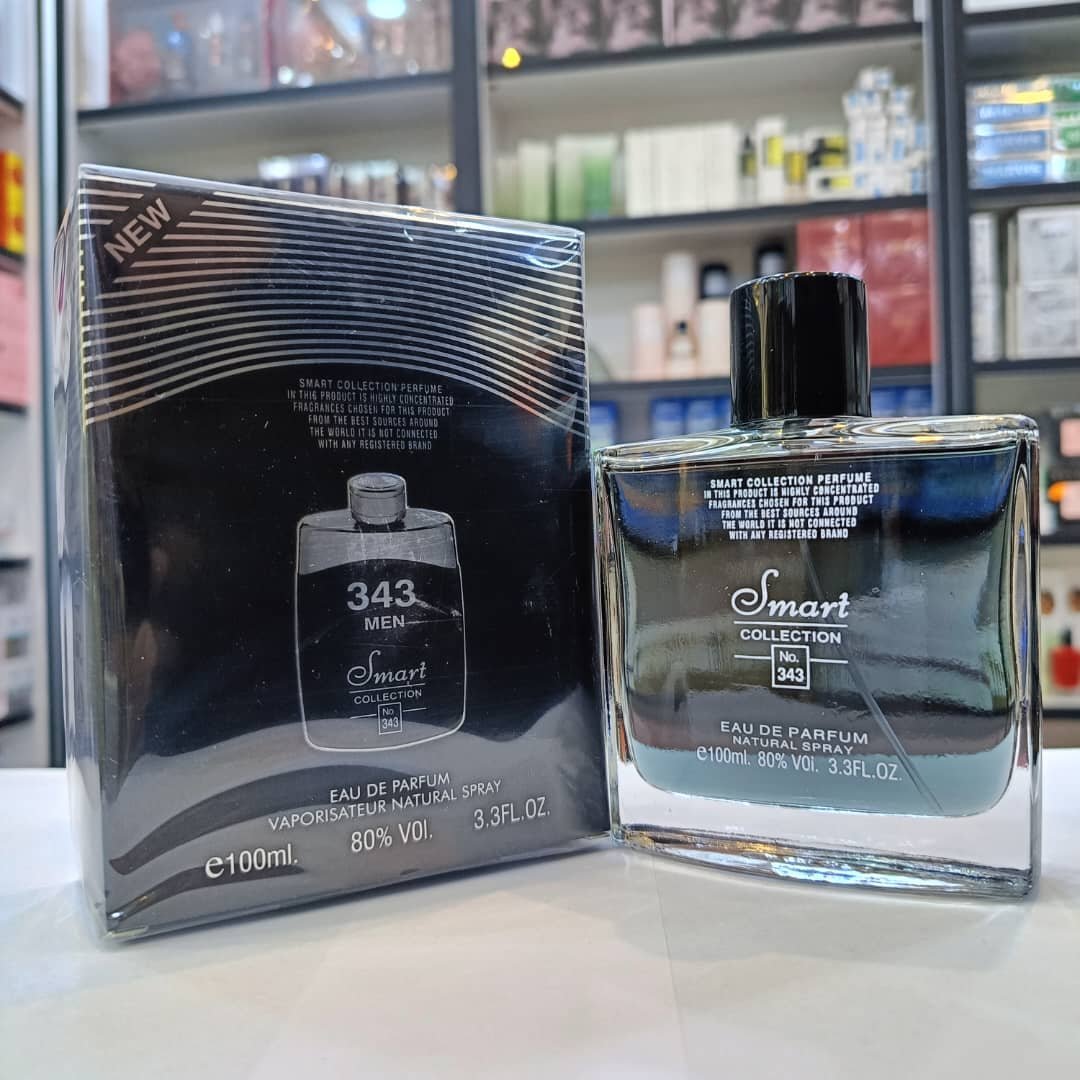 NEW
SMART COLLECTION PERFUME
IN THIS PRODUCT IS HIGHLY CONCENTRATED
FRAGRANCES CHOSEN FOR THIS PRODUCT
FROM THE BEST SOURCES AROUND
THE WORLD IT IS NOT CONNECTED
WITH ANY REGISTERED BRAND
343
MEN
Smart
COLLECTION
No
343
EAU DE PARFUM
VAPORISATEUR NATURAL SPRAY
e100ml. 80% VOl. 3.3FL.OZ.
SMART COLLECTION PERFUME
IN THIS PRODUCT IS HIGHLY CONCENTRATED
FRAGRANCES CHOSEN FOR THIS PRODUCT
FROM THE BEST SOURCES AROUND
THE WORLD IT IS NOT CONNECTED
WITH ANY REGISTERED BRAND
Smart
COLLECTION
No.
343
EAU DE PARFUM
NATURAL SPRAY
e100ml. 80% VOl. 3.3FL.OZ.